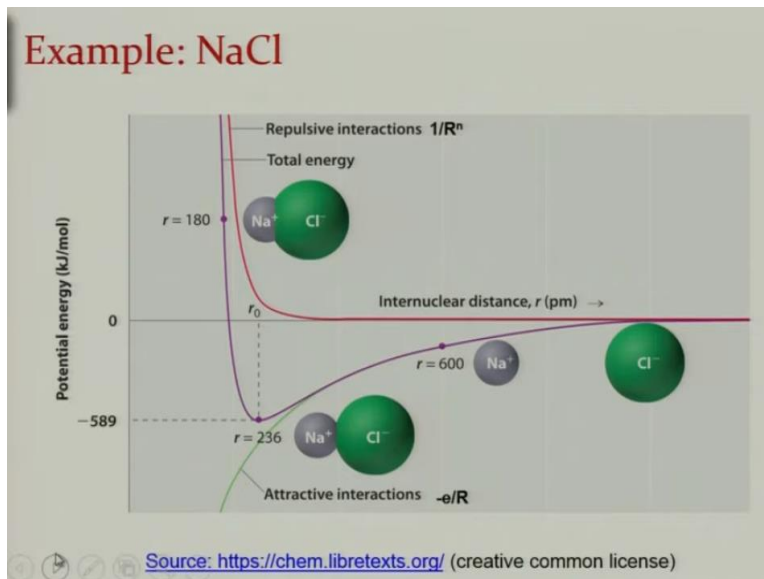 Example: NaCl
Repulsive interactions 1/Rⁿ
Total energy
r = 180
Na⁺
Cl⁻
Internuclear distance, r (pm) →
r₀
Potential energy (kJ/mol)
0
r = 600
Na⁺
Cl⁻
−589
r = 236
Na⁺
Cl⁻
Attractive interactions -e/R
Source: https://chem.libretexts.org/ (creative common license)